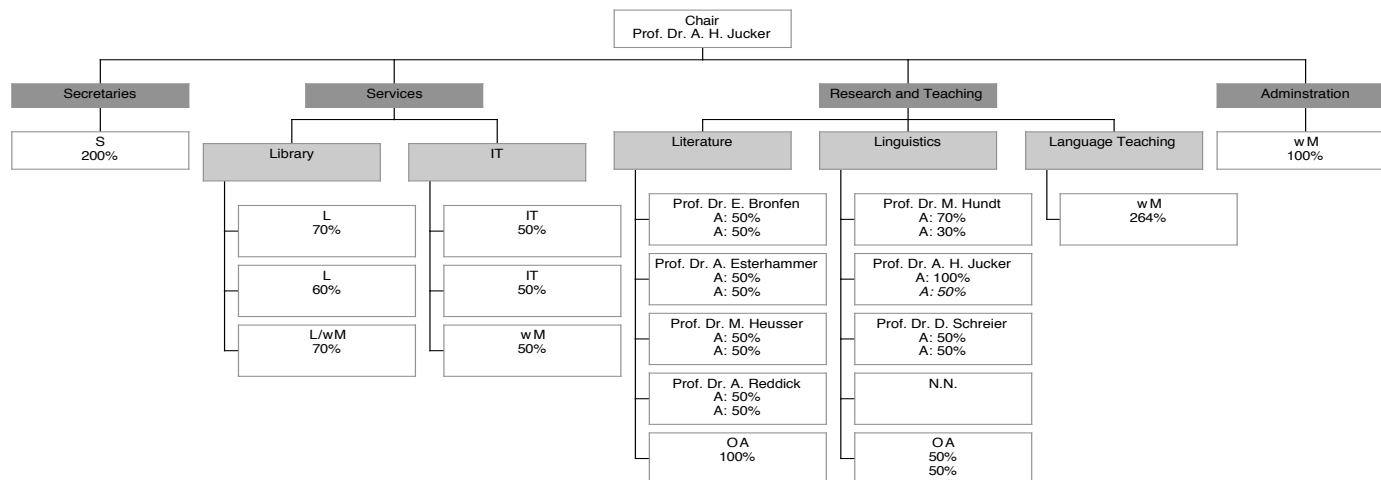 Chair
Prof. Dr. A. H. Jucker
Secretaries
Services
Research and Teaching
Adminstration
S
200%
Library
IT
Literature
Linguistics
Language Teaching
wM
100%
L
70%
L
60%
L/wM
70%
IT
50%
IT
50%
wM
50%
Prof. Dr. E. Bronfen
A: 50%
A: 50%
Prof. Dr. A. Esterhammer
A: 50%
A: 50%
Prof. Dr. M. Heusser
A: 50%
A: 50%
Prof. Dr. A. Reddick
A: 50%
A: 50%
OA
100%
Prof. Dr. M. Hundt
A: 70%
A: 30%
Prof. Dr. A. H. Jucker
A: 100%
A: 50%
Prof. Dr. D. Schreier
A: 50%
A: 50%
N.N.
OA
50%
50%
wM
264%